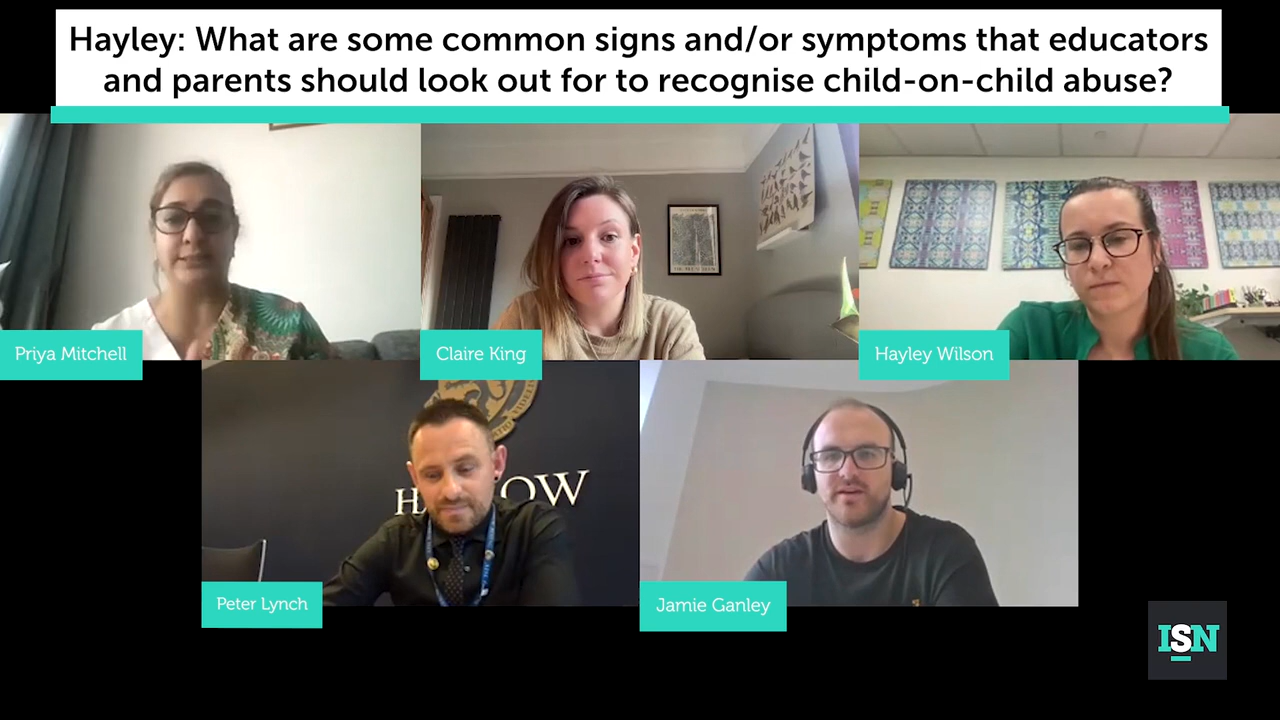 Hayley: What are some common signs and/or symptoms that educators
and parents should look out for to recognise child-on-child abuse?
Priya Mitchell
Claire King
Hayley Wilson
OW
Peter Lynch
Jamie Ganley
ISN